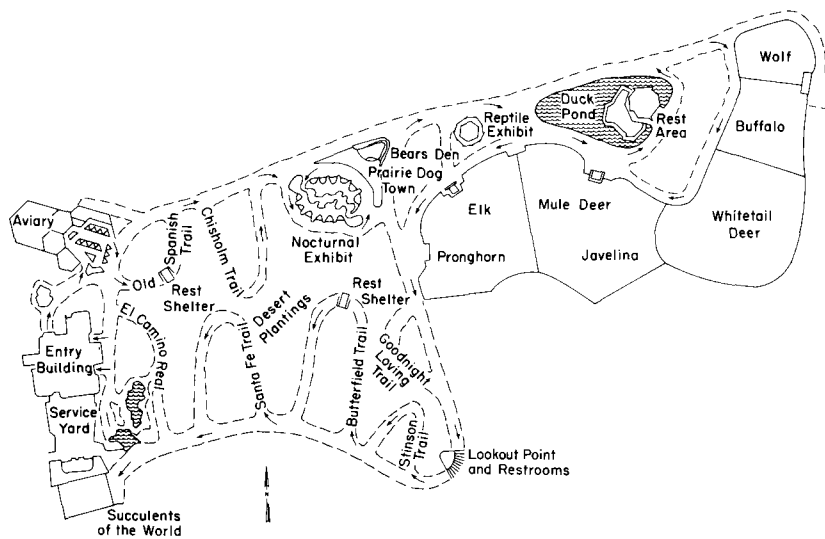 Wolf
Duck
Pond
Reptile
Exhibit
Rest
Area
Buffalo
Bears Den
Prairie Dog
Town
Elk
Mule Deer
Whitetail
Deer
Aviary
Old Spanish
Trail
Chisholm Trail
Nocturnal
Exhibit
Pronghorn
Javelina
Rest
Shelter
Rest
Shelter
Desert
Plantings
El Camino Real
Entry
Building
Santa Fe Trail
Butterfield Trail
Goodnight
Loving
Trail
Service
Yard
Stinson
Trail
Lookout Point
and Restrooms
Succulents
of the World
N